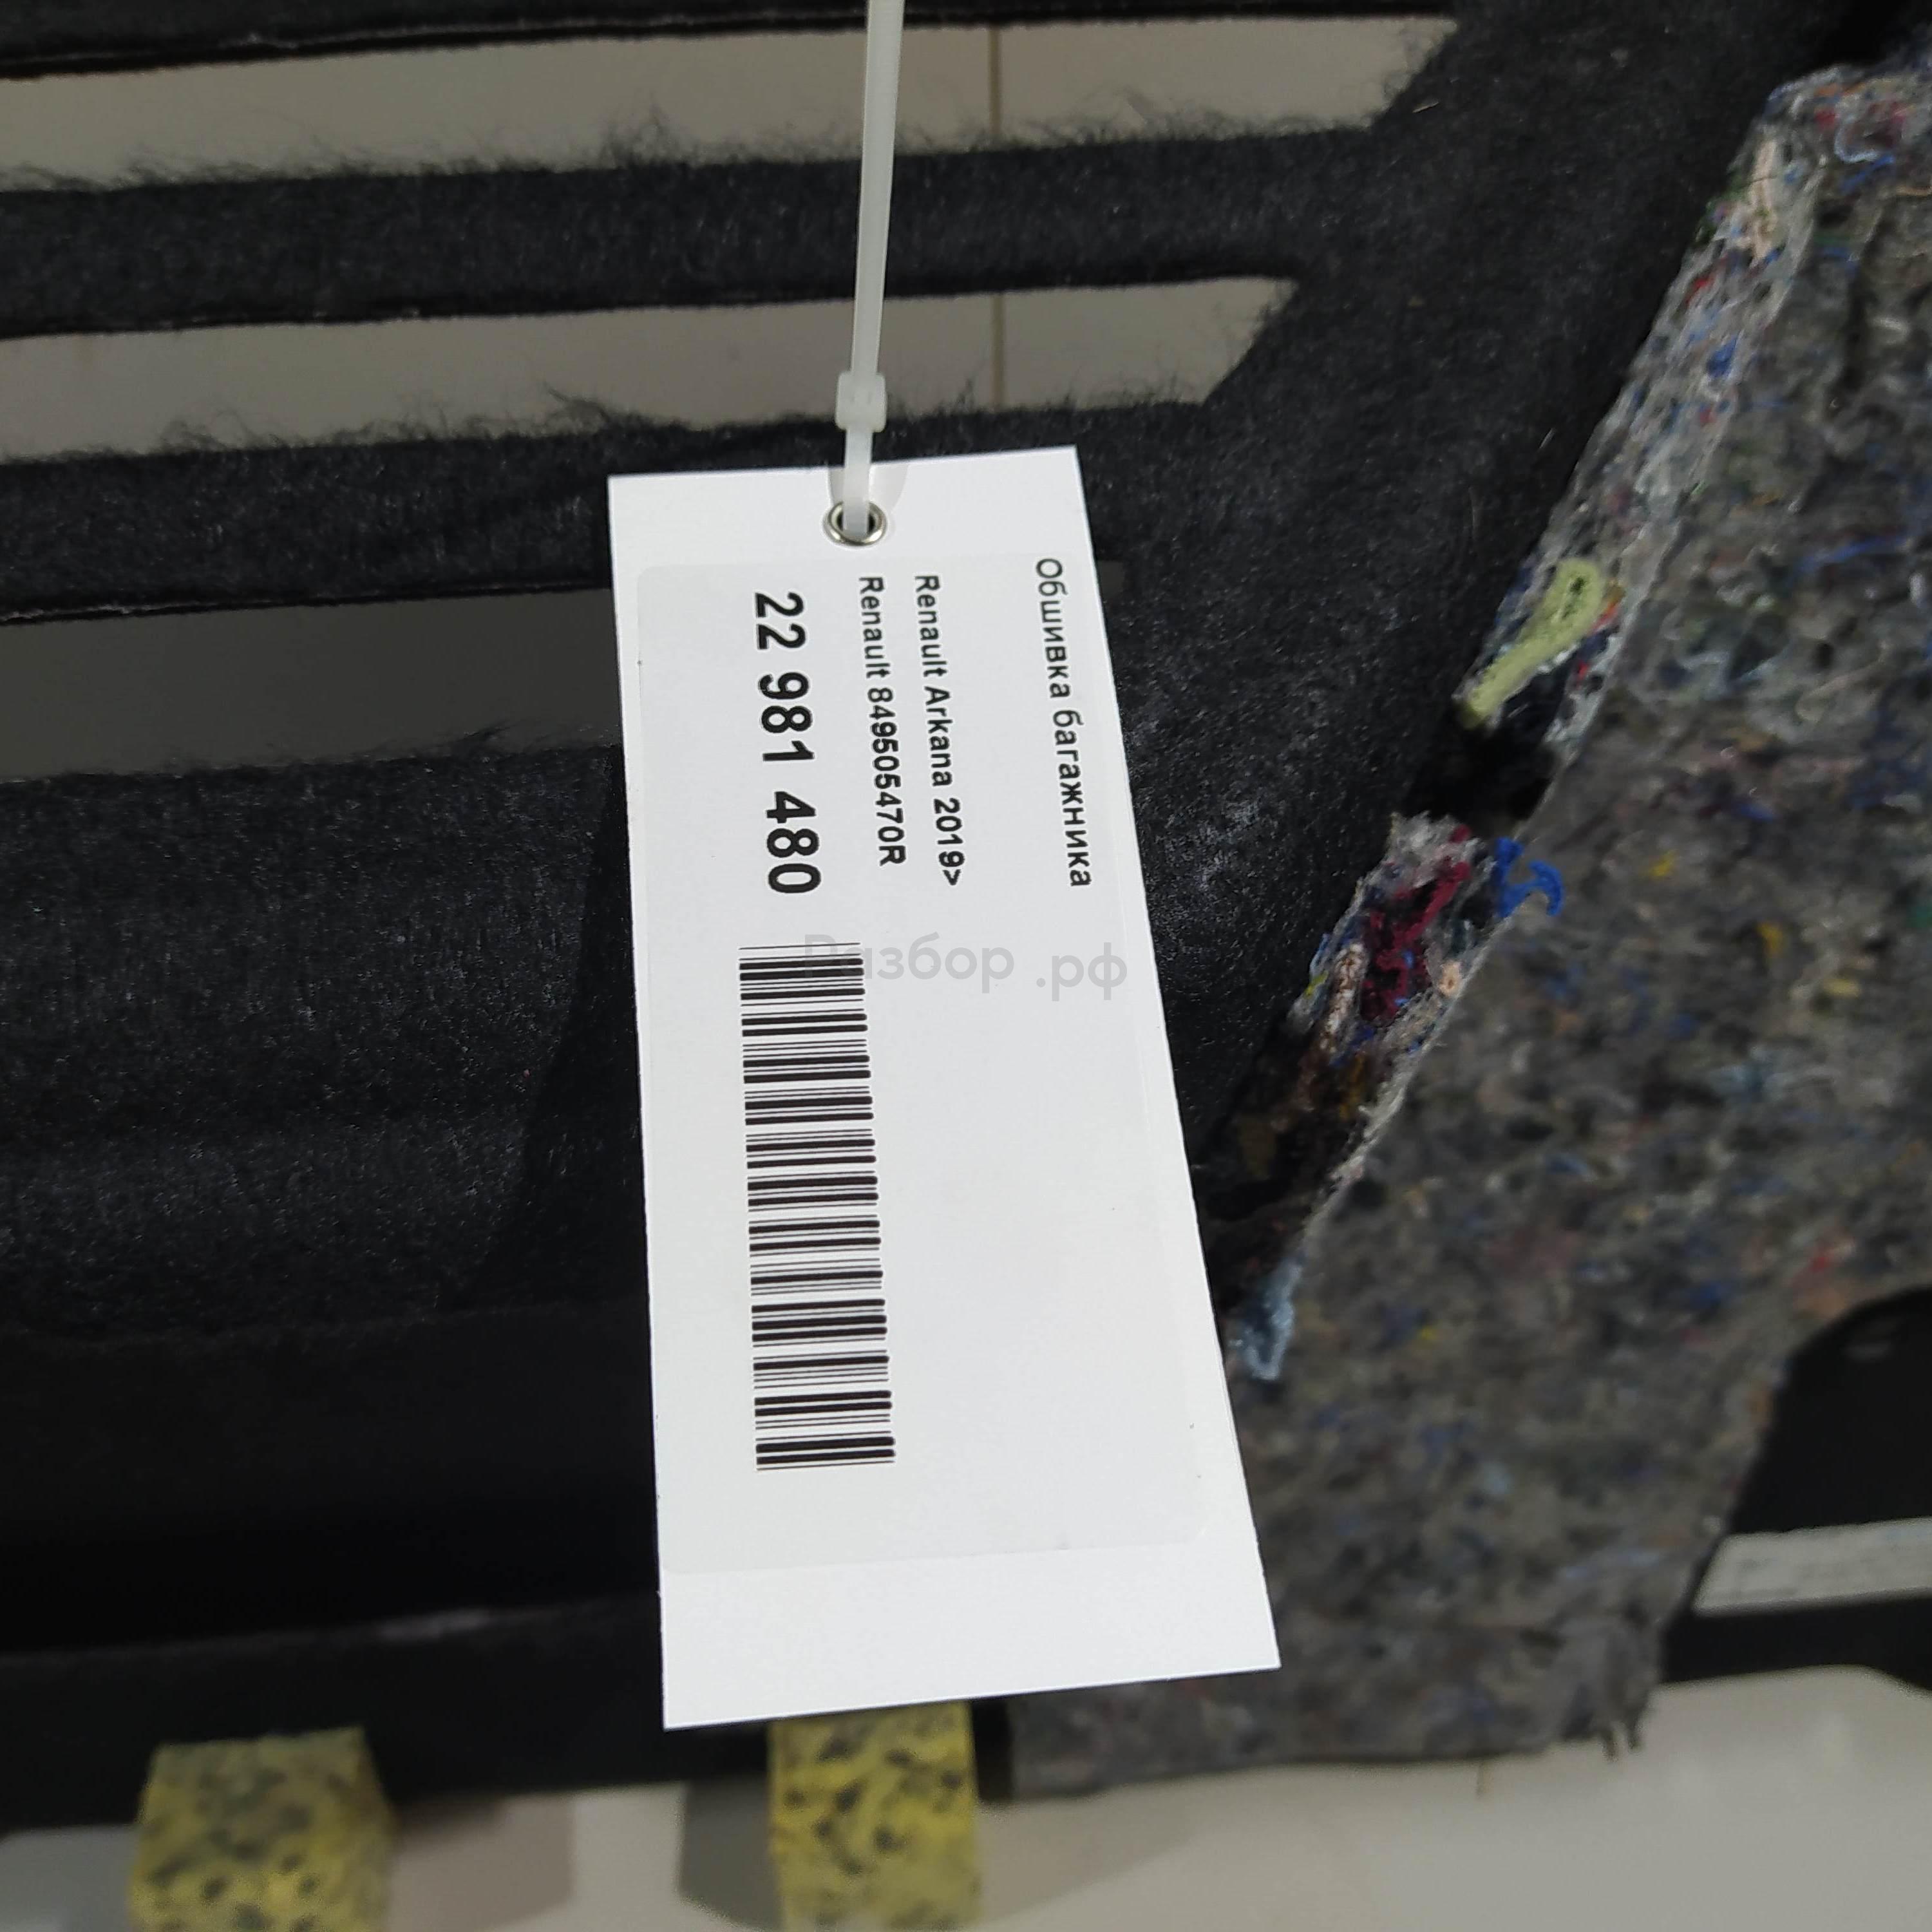 Обшивка багажника
Renault Arkana 2019>
Renault 849505470R
22 981 480
Разбор .рф